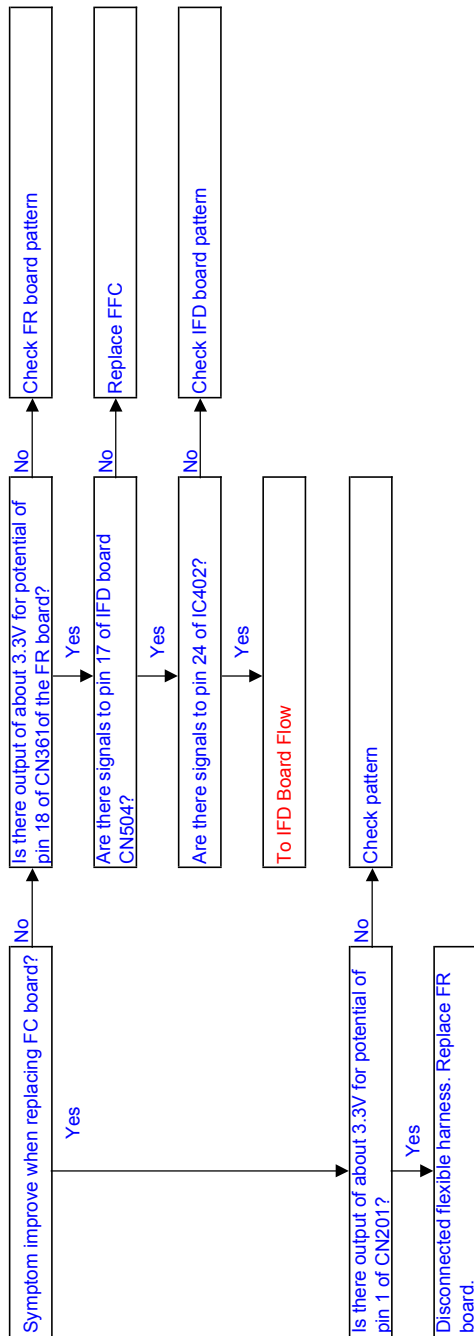 Symptom improve when replacing FC board?
No
Is there output of about 3.3V for potential of
pin 18 of CN361of the FR board?
No
Check FR board pattern
Yes
Are there signals to pin 17 of IFD board
CN504?
No
Replace FFC
Yes
Are there signals to pin 24 of IC402?
No
Check IFD board pattern
Yes
To IFD Board Flow
Yes
Is there output of about 3.3V for potential of
pin 1 of CN201?
No
Check pattern
Yes
Disconnected flexible harness. Replace FR
board.